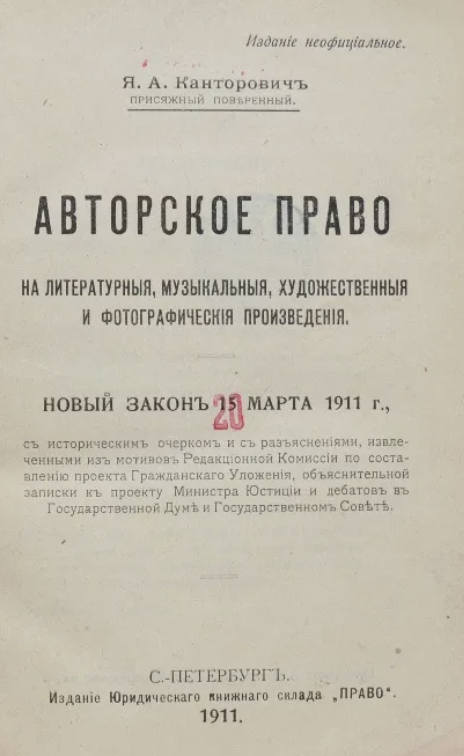 Изданіе неофиціальное.
Я. А. Канторовичъ
ПРИСЯЖНЫЙ ПОВѢРЕННЫЙ.
АВТОРСКОЕ ПРАВО
НА ЛИТЕРАТУРНЫЯ, МУЗЫКАЛЬНЫЯ, ХУДОЖЕСТВЕННЫЯ
И ФОТОГРАФИЧЕСКІЯ ПРОИЗВЕДЕНІЯ.
НОВЫЙ ЗАКОНЪ 15 МАРТА 1911 г.,
20
съ историческимъ очеркомъ и съ разъясненіями, извле-
ченными изъ мотивовъ Редакціонной Комиссіи по соста-
вленію проекта Гражданскаго Уложенія, объяснительной
записки къ проекту Министра Юстиціи и дебатовъ въ
Государственной Думѣ и Государственномъ Совѣтѣ.
С.-ПЕТЕРБУРГЪ.
Изданіе Юридическаго книжнаго склада „ПРАВО“.
1911.